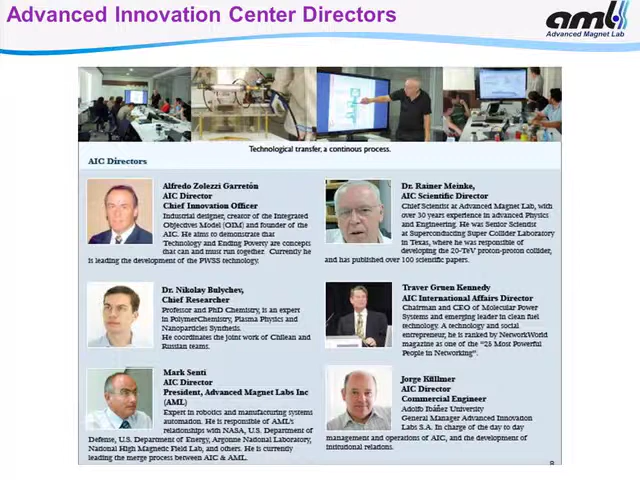 Advanced Innovation Center Directors
aml
Advanced Magnet Lab
Technological transfer, a continous process.
AIC Directors
Alfredo Zolezzi Garretón
AIC Director
Chief Innovation Officer
Industrial designer, creator of the Integrated
Objectives Model (OIM) and founder of the
AIC. He aims to demonstrate that
Technology and Ending Poverty are concepts
that can and must run together. Currently he
is leading the development of the PWSS technology.
Dr. Rainer Meinke,
AIC Scientific Director
Chief Scientist at Advanced Magnet Lab, with
over 30 years experience in advanced Physics
and Engineering. He was Senior Scientist
at Superconducting Super Collider Laboratory
in Texas, where he was responsible of
developing the 20-TeV proton-proton collider,
and has published over 100 scientific papers.
Dr. Nikolay Bulychev,
Chief Researcher
Professor and PhD Chemistry, is an expert
in PolymerChemistry, Plasma Physics and
Nanoparticles Synthesis.
He coordinates the joint work of Chilean and
Russian teams.
Traver Gruen Kennedy
AIC International Affairs Director
Chairman and CEO of Molecular Power
Systems and emerging leader in clean fuel
technology. A technology and social
entrepreneur, he is ranked by NetworkWorld
magazine as one of the "25 Most Powerful
People in Networking".
Mark Senti
AIC Director
President, Advanced Magnet Labs Inc
(AML)
Expert in robotics and manufacturing systems
automation. He is responsible of AML's
relationships with NASA, U.S. Department of
Defense, U.S. Department of Energy, Argonne National Laboratory,
National High Magnetic Field Lab, and others. He is currently
leading the merge process between AIC & AML.
Jorge Küllmer
AIC Director
Commercial Engineer
Adolfo Ibáñez University
General Manager Advanced Innovation
Labs S.A. In charge of the day to day
management and operations of AIC, and the development of
intitutional relations.